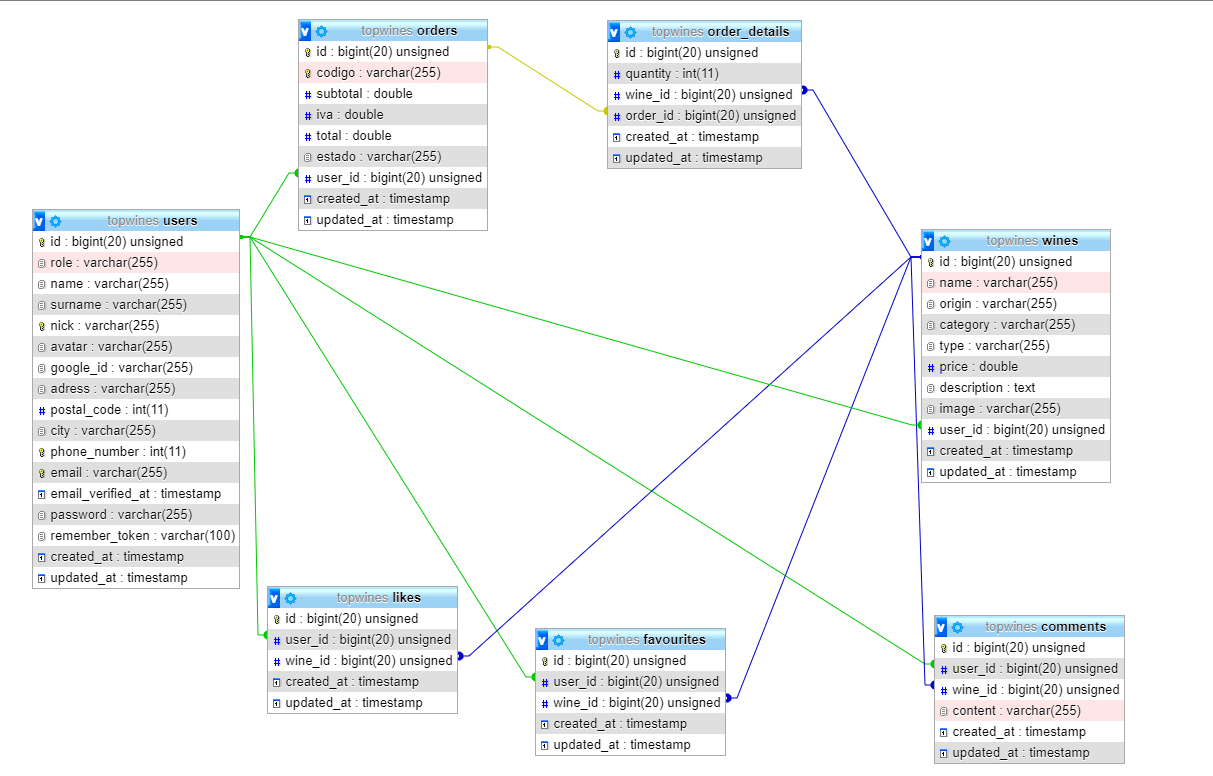 topwines orders
id : bigint(20) unsigned
codigo : varchar(255)
subtotal : double
iva : double
total : double
estado : varchar(255)
user_id : bigint(20) unsigned
created_at : timestamp
updated_at : timestamp
topwines order_details
id : bigint(20) unsigned
quantity : int(11)
wine_id : bigint(20) unsigned
order_id : bigint(20) unsigned
created_at : timestamp
updated_at : timestamp
topwines users
id : bigint(20) unsigned
role : varchar(255)
name : varchar(255)
surname : varchar(255)
nick : varchar(255)
avatar : varchar(255)
google_id : varchar(255)
adress : varchar(255)
postal_code : int(11)
city : varchar(255)
phone_number : int(11)
email : varchar(255)
email_verified_at : timestamp
password : varchar(255)
remember_token : varchar(100)
created_at : timestamp
updated_at : timestamp
topwines wines
id : bigint(20) unsigned
name : varchar(255)
origin : varchar(255)
category : varchar(255)
type : varchar(255)
price : double
description : text
image : varchar(255)
user_id : bigint(20) unsigned
created_at : timestamp
updated_at : timestamp
topwines likes
id : bigint(20) unsigned
user_id : bigint(20) unsigned
wine_id : bigint(20) unsigned
created_at : timestamp
updated_at : timestamp
topwines favourites
id : bigint(20) unsigned
user_id : bigint(20) unsigned
wine_id : bigint(20) unsigned
created_at : timestamp
updated_at : timestamp
topwines comments
id : bigint(20) unsigned
user_id : bigint(20) unsigned
wine_id : bigint(20) unsigned
content : varchar(255)
created_at : timestamp
updated_at : timestamp